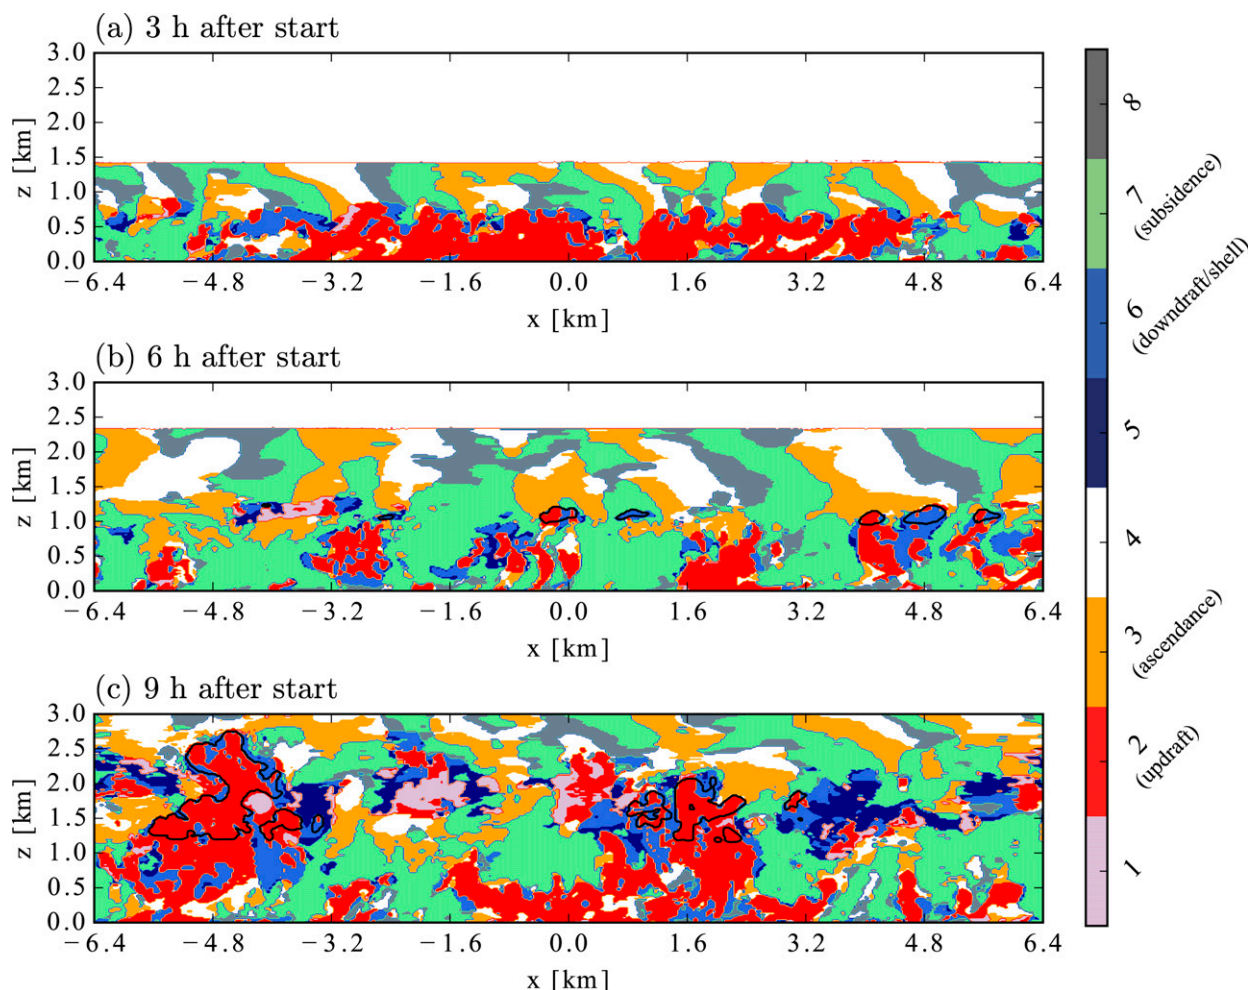 (a) 3 h after start
3.0
2.5
2.0
1.5
1.0
0.5
0.0
z [km]
−6.4 −4.8 −3.2 −1.6 0.0 1.6 3.2 4.8 6.4
x [km]
(b) 6 h after start
3.0
2.5
2.0
1.5
1.0
0.5
0.0
z [km]
−6.4 −4.8 −3.2 −1.6 0.0 1.6 3.2 4.8 6.4
x [km]
(c) 9 h after start
3.0
2.5
2.0
1.5
1.0
0.5
0.0
z [km]
−6.4 −4.8 −3.2 −1.6 0.0 1.6 3.2 4.8 6.4
x [km]
8
7
(subsidence)
6
(downdraft/shell)
5
4
3
(ascendance)
2
(updraft)
1